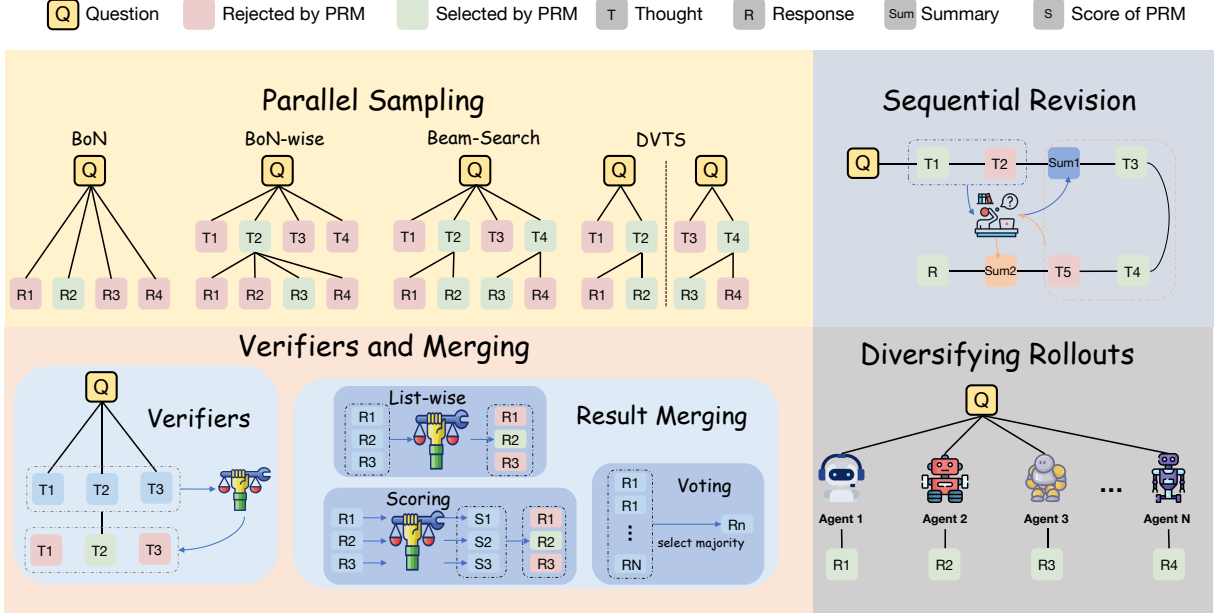 Q Question Rejected by PRM Selected by PRM T Thought R Response Sum Summary S Score of PRM
Parallel Sampling
BoN BoN-wise Beam-Search DVTS
Q Q Q Q Q
T1 T2 T3 T4 T1 T2 T3 T4 T1 T2 T3 T4
R1 R2 R3 R4 R1 R2 R3 R4 R1 R2 R3 R4 R1 R2 R3 R4
Sequential Revision
Q T1 T2 Sum1 T3
?
R Sum2 T5 T4
Verifiers and Merging
Q
Verifiers
T1 T2 T3
T1 T2 T3
List-wise
R1 R1
R2 R2
R3 R3
Result Merging
Scoring
R1 S1 R1
R2 S2 R2
R3 S3 R3
Voting
R1
R1
Rn
select majority
RN
Diversifying Rollouts
Q
...
Agent 1 Agent 2 Agent 3 Agent N
R1 R2 R3 R4